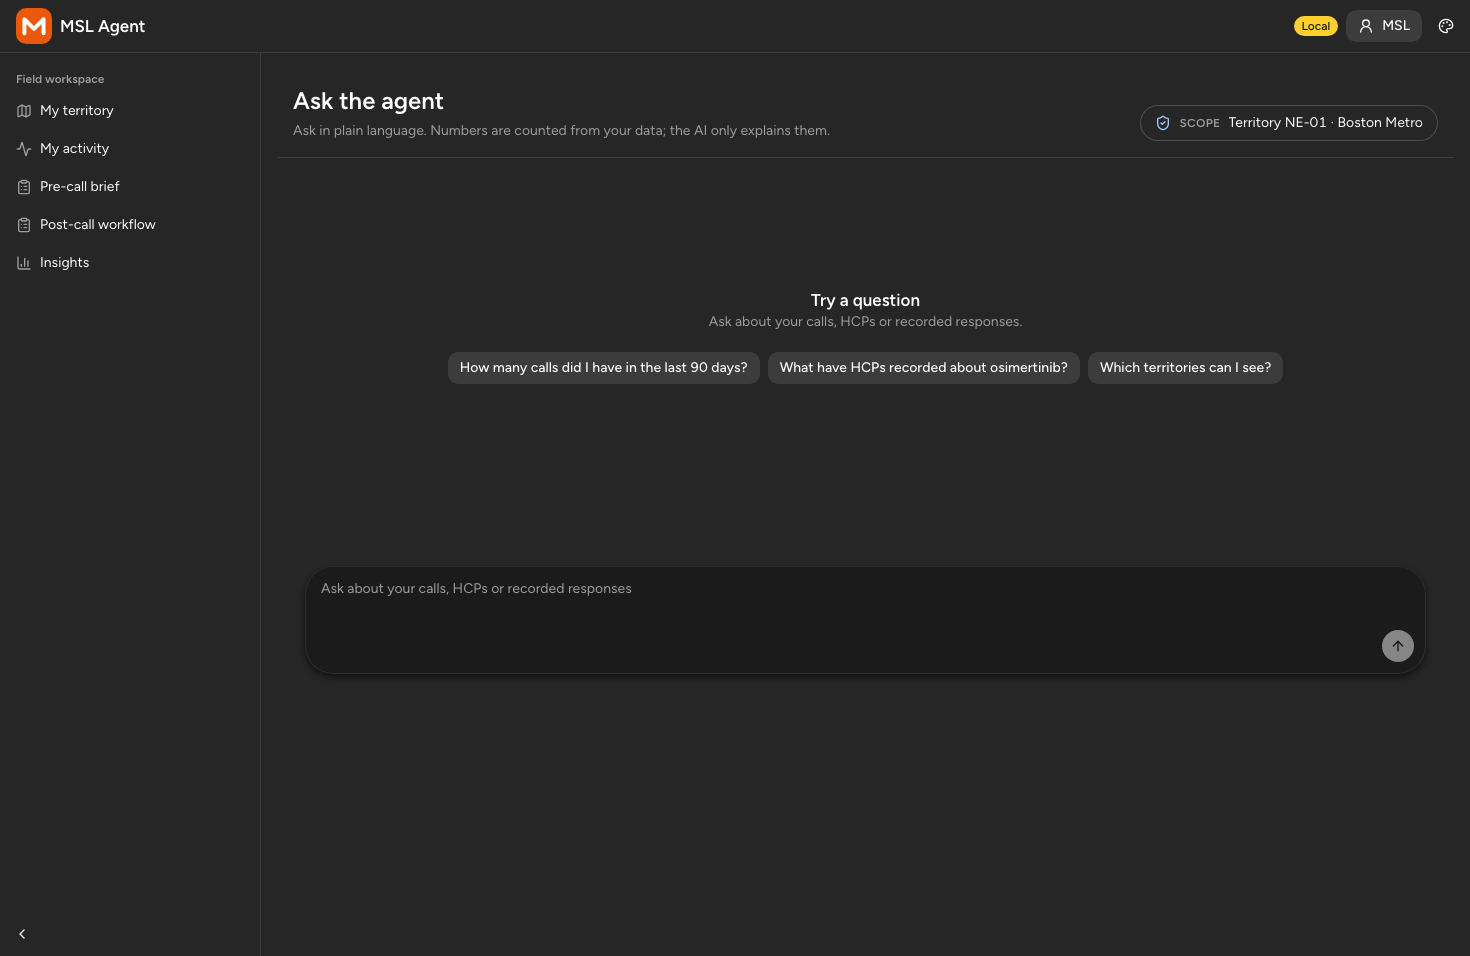 MSL Agent
Local
MSL
Field workspace
My territory
My activity
Pre-call brief
Post-call workflow
Insights
Ask the agent
Ask in plain language. Numbers are counted from your data; the AI only explains them.
SCOPE Territory NE-01 · Boston Metro
Try a question
Ask about your calls, HCPs or recorded responses.
How many calls did I have in the last 90 days?
What have HCPs recorded about osimertinib?
Which territories can I see?
Ask about your calls, HCPs or recorded responses